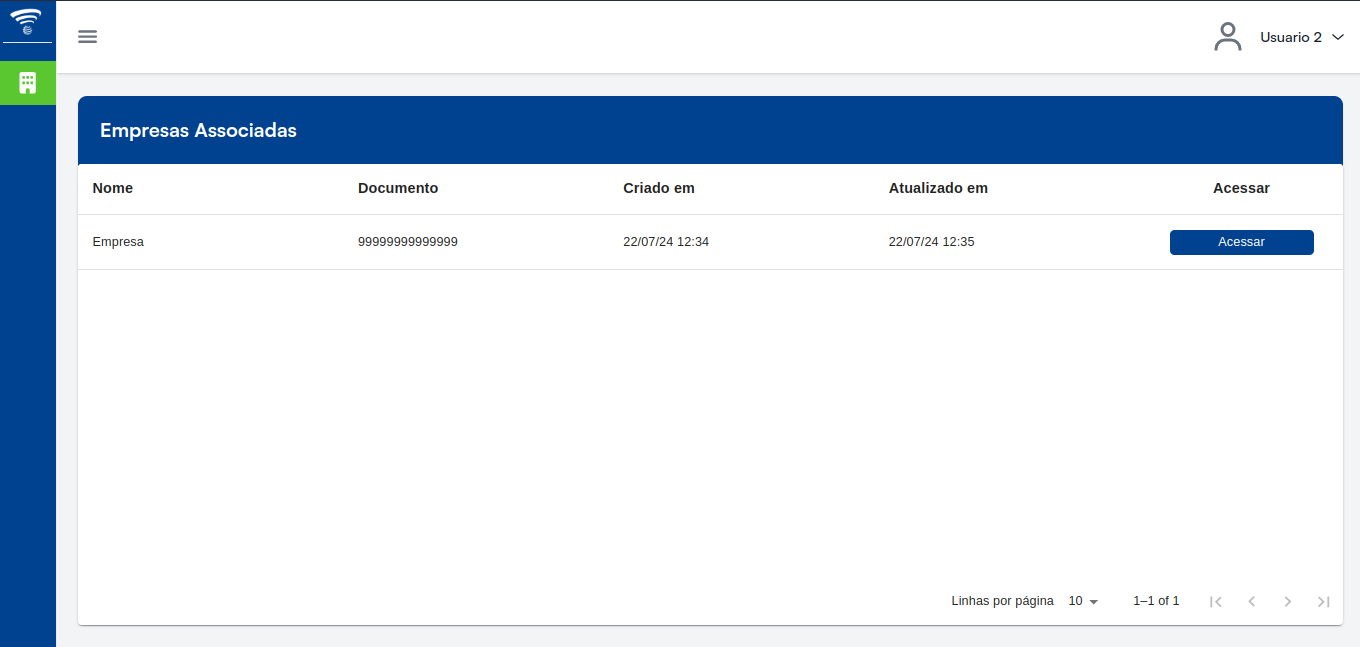 Usuario 2
Empresas Associadas
Nome Documento Criado em Atualizado em Acessar
Empresa 99999999999999 22/07/24 12:34 22/07/24 12:35 Acessar
Linhas por página 10 1–1 of 1